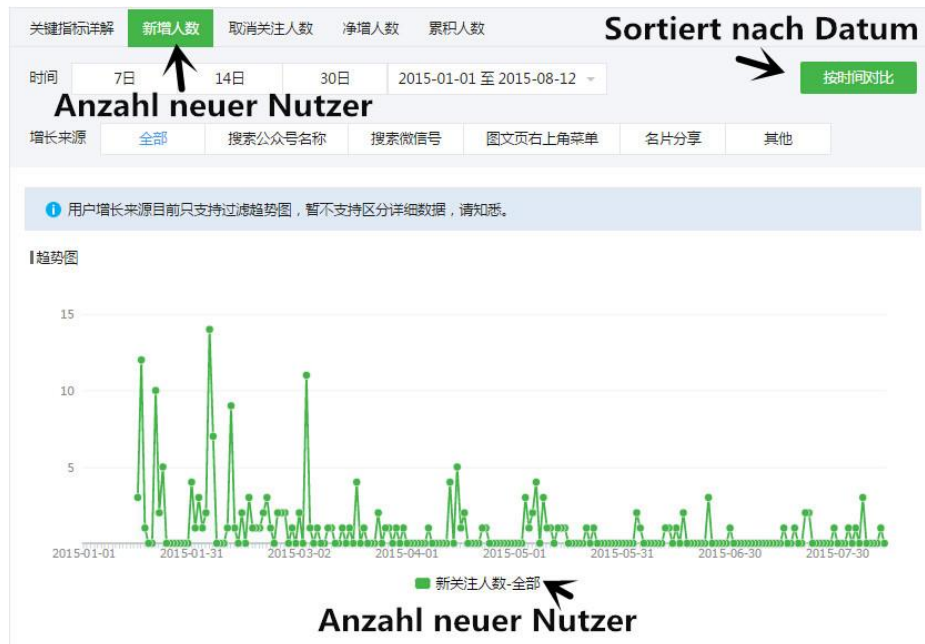 关键指标详解 新增人数 取消关注人数 净增人数 累积人数
Sortiert nach Datum
时间 7日 14日 30日 2015-01-01 至 2015-08-12 按时间对比
Anzahl neuer Nutzer
增长来源 全部 搜索公众号名称 搜索微信号 图文页右上角菜单 名片分享 其他
用户增长来源目前只支持过滤趋势图，暂不支持区分详细数据，请知悉。
趋势图
15
10
5
2015-01-01 2015-01-31 2015-03-02 2015-04-01 2015-05-01 2015-05-31 2015-06-30 2015-07-30
新关注人数-全部
Anzahl neuer Nutzer